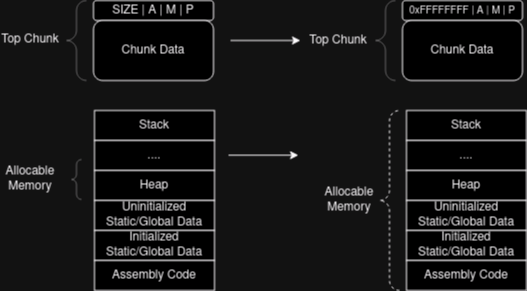 SIZE | A | M | P
Top Chunk
Chunk Data
0xFFFFFFFF | A | M | P
Top Chunk
Chunk Data
Allocable
Memory
Stack
....
Heap
Uninitialized
Static/Global Data
Initialized
Static/Global Data
Assembly Code
Allocable
Memory
Stack
....
Heap
Uninitialized
Static/Global Data
Initialized
Static/Global Data
Assembly Code